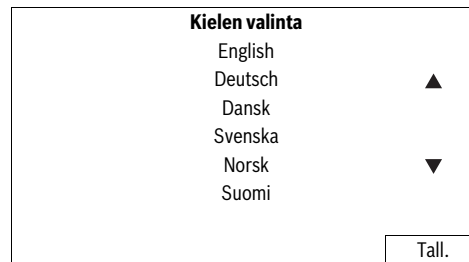 Kielen valinta
English
Deutsch
Dansk
Svenska
Norsk
Suomi
Tall.